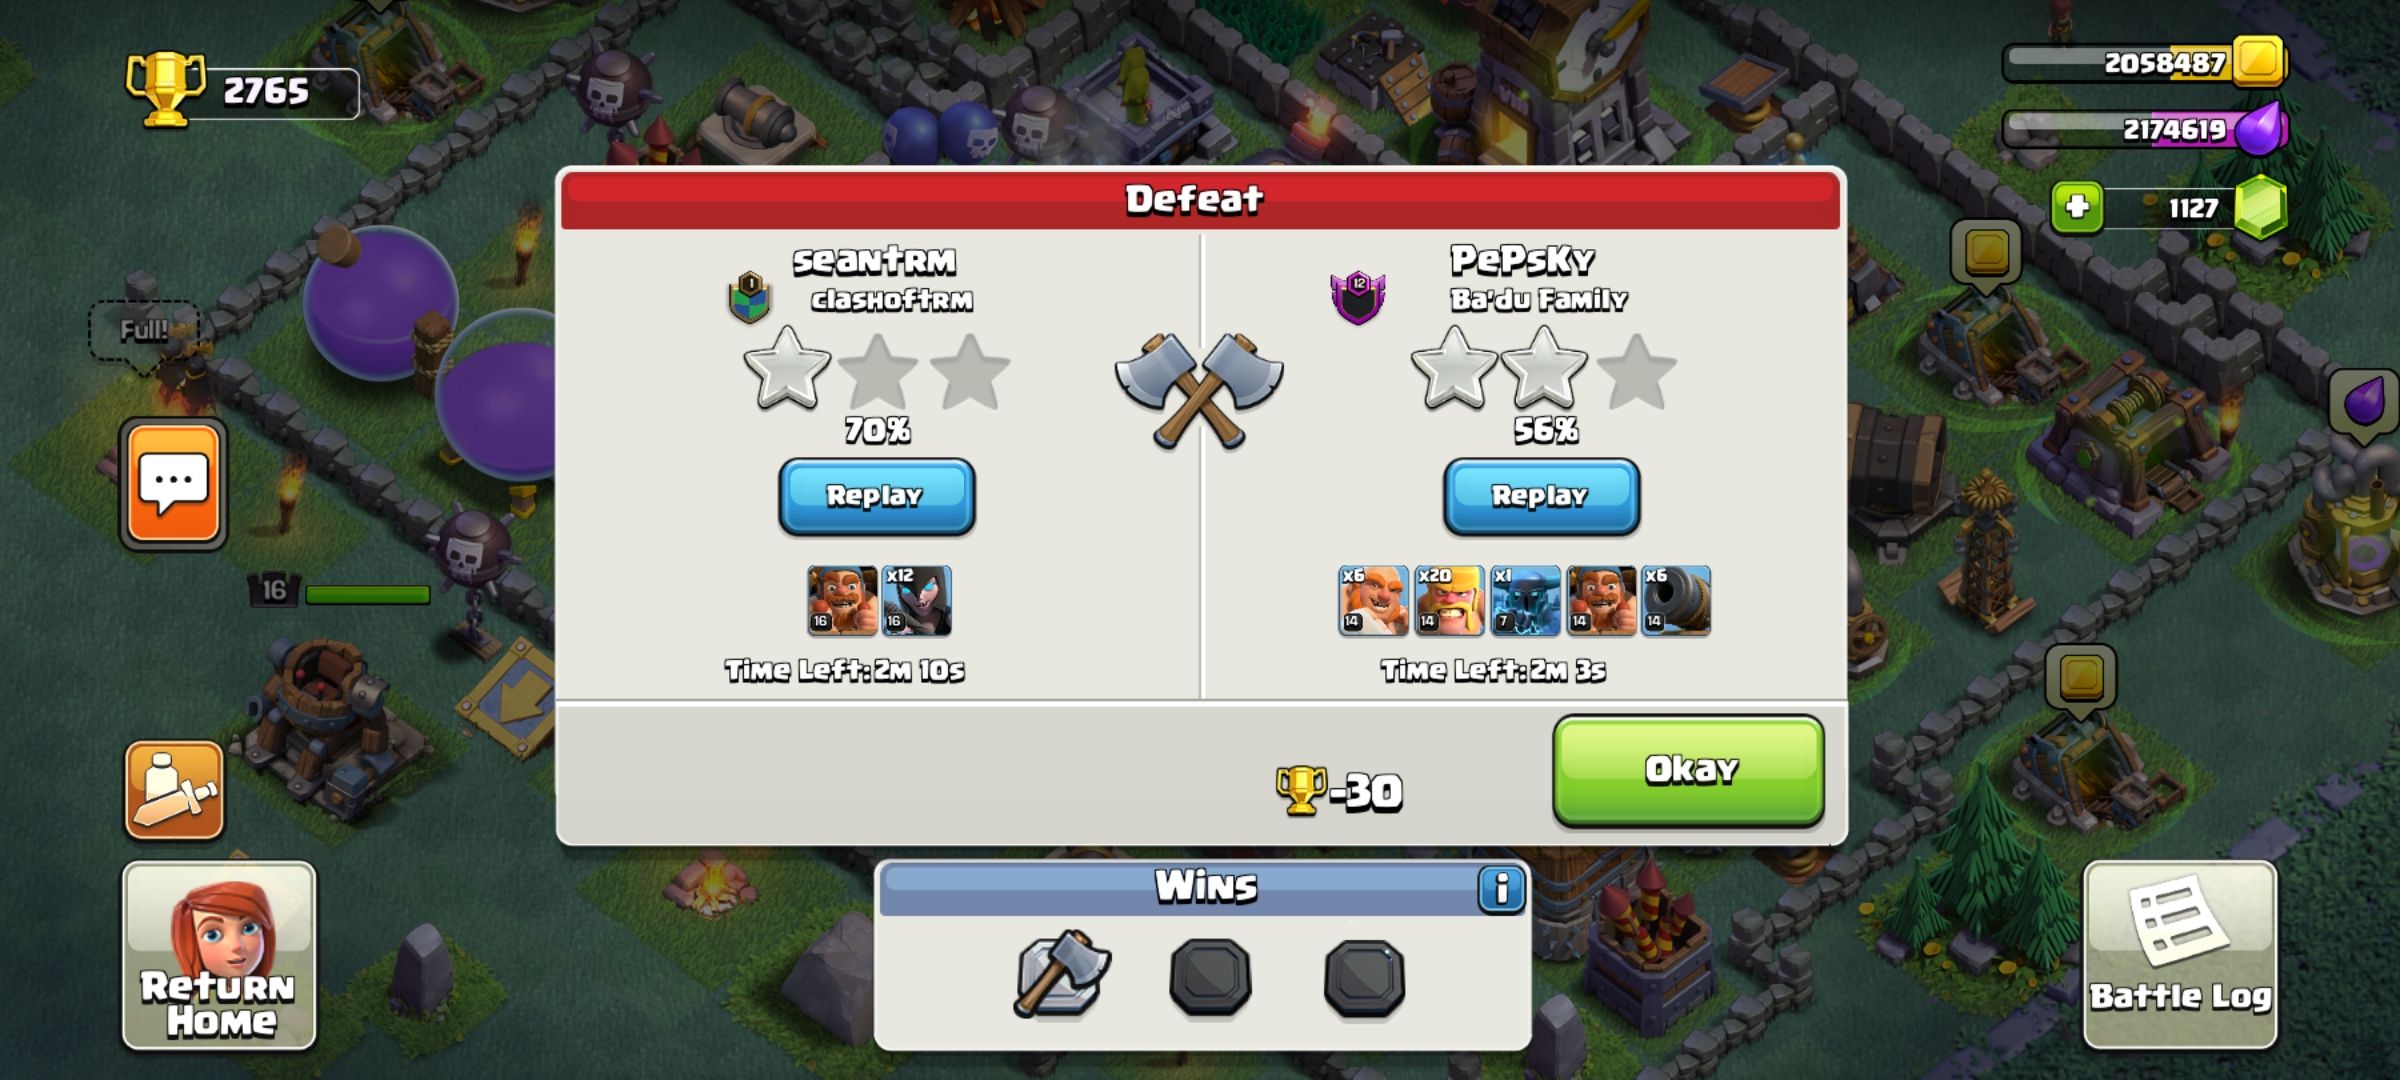 2765
2058487
2174619
1127
Full!
16
Defeat
seantrm
1
clashoftrm
70%
Replay
16
x12
16
Time Left:2m 10s
PePsKy
12
Ba'du Family
56%
Replay
x6
14
x20
14
x1
7
14
x6
14
Time Left:2m 3s
-30
Okay
Wins
i
Return
Home
Battle Log